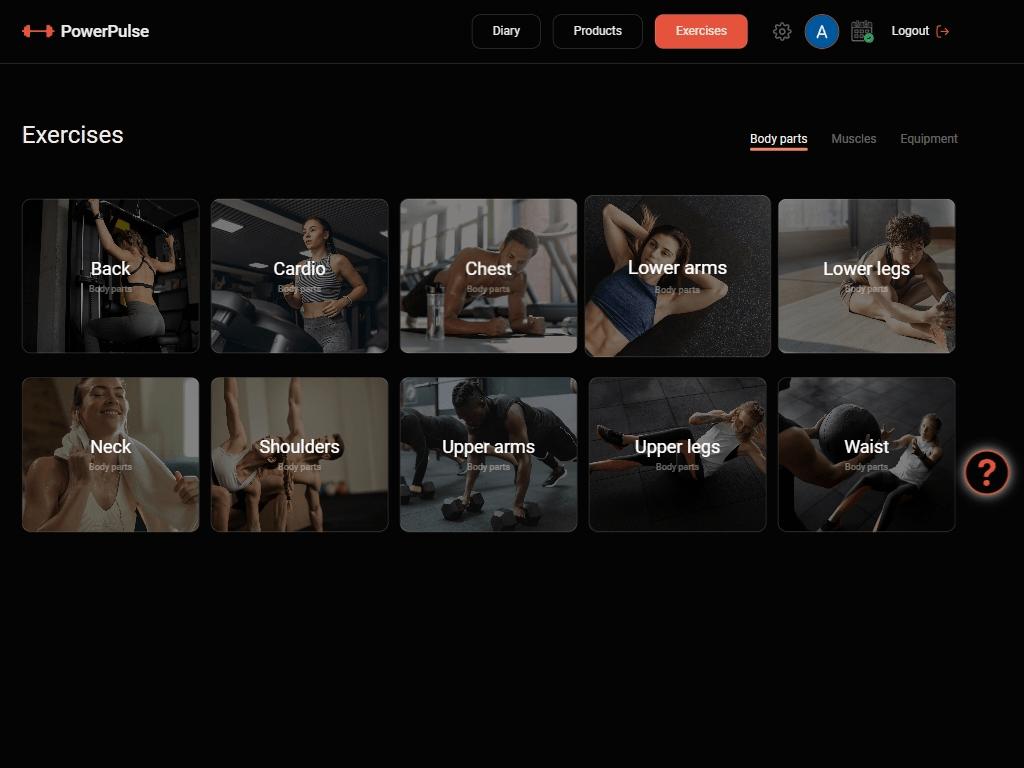 PowerPulse
Diary
Products
Exercises
A
Logout
Exercises
Body parts
Muscles
Equipment
Back
Body parts
Cardio
Body parts
Chest
Body parts
Lower arms
Body parts
Lower legs
Body parts
Neck
Body parts
Shoulders
Body parts
Upper arms
Body parts
Upper legs
Body parts
Waist
Body parts
?